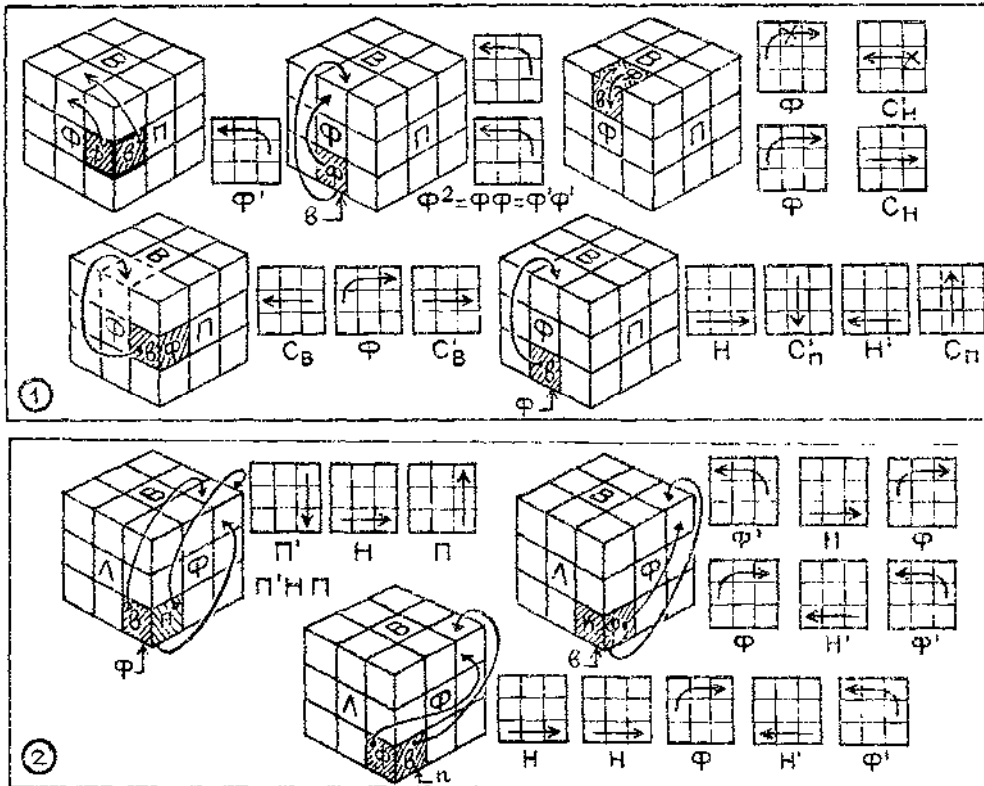 В В В
Ф Ф
В Ф
Ф П П Ф П
В Ф
Ф С'н
Ф' в Ф² = ФФ = Ф'Ф' Ф Сн
В В
Ф П Ф П
В Ф В
Св Ф С'в Н С'п Н' Сп
Ф
1
В В
П' Н П Ф' Н Ф
Л Ф Л Ф
П'НП
В Н Н Ф
Ф в Ф Н' Ф'
В
Л Ф
Ф В
п
Н Н Ф Н' Ф'
2